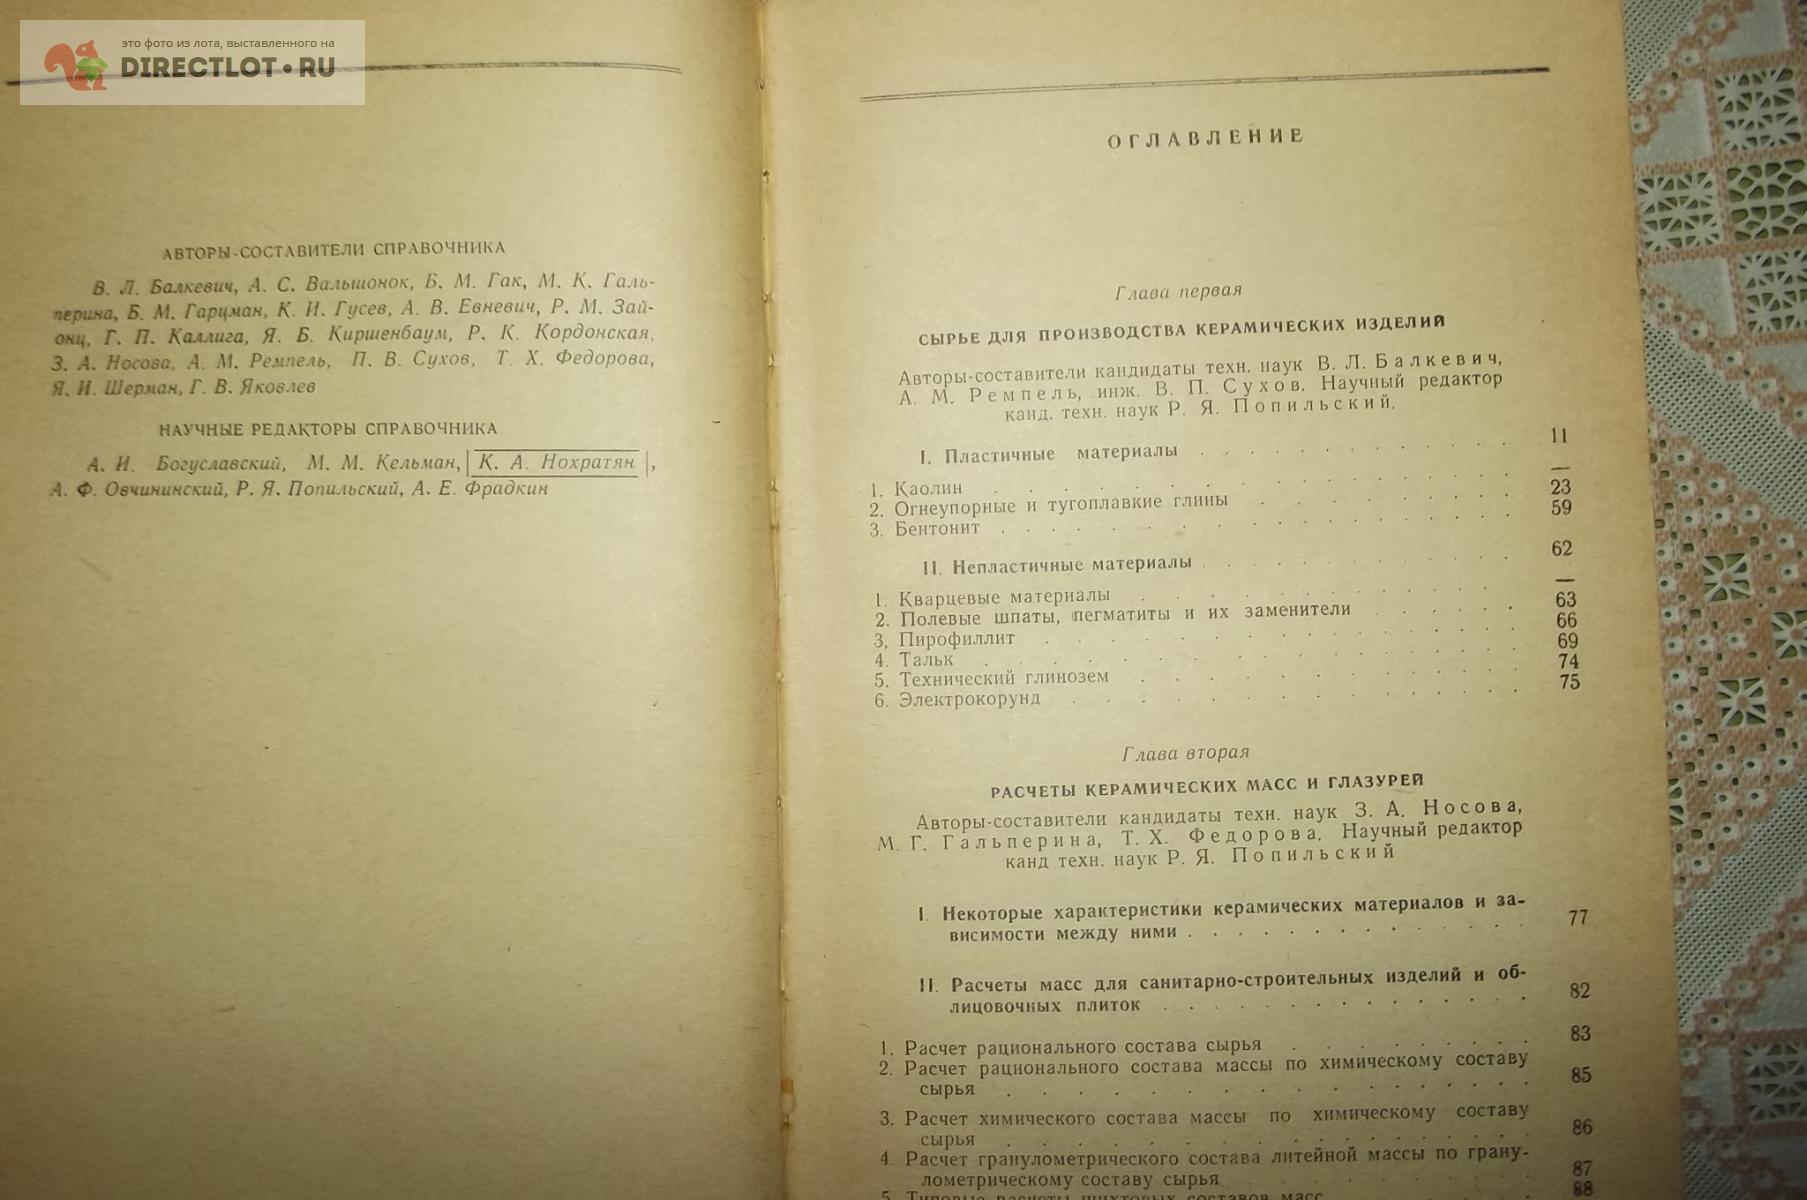 это фото из лота, выставленного на
DIRECTLOT•RU
АВТОРЫ-СОСТАВИТЕЛИ СПРАВОЧНИКА
В. Л. Балкевич, А. С. Валышонок, Б. М. Гак, М. К. Галь-
перина, Б. М. Гарцман, К. И. Гусев, А. В. Евневич, Р. М. Зай-
онц, Г. П. Каллига, Я. Б. Киршенбаум, Р. К. Кордонская,
З. А. Носова, А. М. Ремпель, П. В. Сухов, Т. Х. Федорова,
Я. И. Шерман, Г. В. Яковлев
НАУЧНЫЕ РЕДАКТОРЫ СПРАВОЧНИКА
А. И. Богуславский, М. М. Кельман, К. А. Нохратян,
А. Ф. Овчининский, Р. Я. Попильский, А. Е. Фрадкин
ОГЛАВЛЕНИЕ
Глава первая
СЫРЬЕ ДЛЯ ПРОИЗВОДСТВА КЕРАМИЧЕСКИХ ИЗДЕЛИЙ
Авторы-составители кандидаты техн. наук В. Л. Балкевич,
А. М. Ремпель, инж. В. П. Сухов. Научный редактор
канд. техн. наук Р. Я. Попильский.
I. Пластичные материалы . . . . . . . . . 11
1. Каолин . . . . . . . . . . . . —
2. Огнеупорные и тугоплавкие глины . . . . . . . 23
3. Бентонит . . . . . . . . . . . . 59
II. Непластичные материалы . . . . . . . . . 62
1. Кварцевые материалы . . . . . . . . . —
2. Полевые шпаты, пегматиты и их заменители . . . . . 63
3, Пирофиллит . . . . . . . . . . . 66
4. Тальк . . . . . . . . . . . . 69
5. Технический глинозем . . . . . . . . . . 74
6. Электрокорунд . . . . . . . . . . . 75
Глава вторая
РАСЧЕТЫ КЕРАМИЧЕСКИХ МАСС И ГЛАЗУРЕЙ
Авторы-составители кандидаты техн. наук З. А. Носова,
М. Г. Гальперина, Т. Х. Федорова. Научный редактор
канд техн. наук Р. Я. Попильский
I. Некоторые характеристики керамических материалов и за-
висимости между ними . . . . . . . . . 77
II. Расчеты масс для санитарно-строительных изделий и об-
лицовочных плиток . . . . . . . . . . 82
1. Расчет рационального состава сырья . . . . . . . 83
2. Расчет рационального состава массы по химическому составу
сырья . . . . . . . . . . . . . 85
3. Расчет химического состава массы по химическому составу
сырья . . . . . . . . . . . . . 86
4. Расчет гранулометрического состава литейной массы по грану-
лометрическому составу сырья . . . . . . . . 87
5. Типовые расчеты шихтовых составов масс . . . . . 88